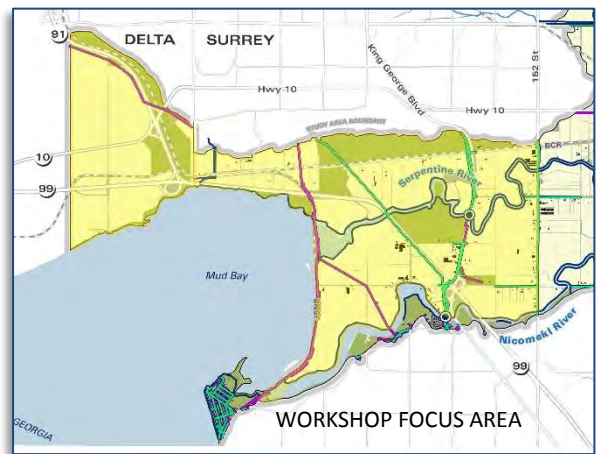 91
DELTA SURREY
King George Blvd
152 St
Hwy 10
Hwy 10
STUDY AREA BOUNDARY
BCR
10
99
Serpentine River
Mud Bay
BNSF
Nicomekl River
99
GEORGIA
WORKSHOP FOCUS AREA